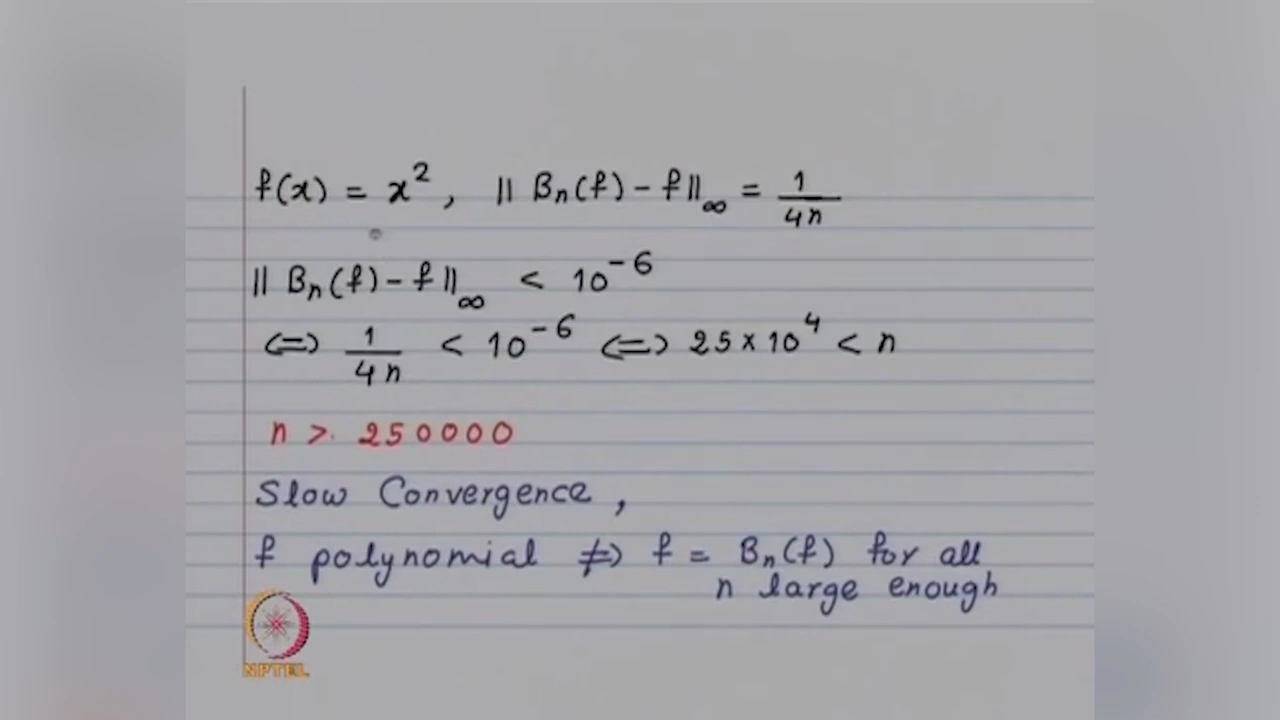 f(x) = x², || Bₙ(f) - f ||∞ = 1/4n
|| Bₙ(f) - f ||∞ < 10⁻⁶
⇔ 1/4n < 10⁻⁶ ⇔ 25 × 10⁴ < n
n > 250000
Slow Convergence,
f polynomial ⇏ f = Bₙ(f) for all
n large enough
NPTEL